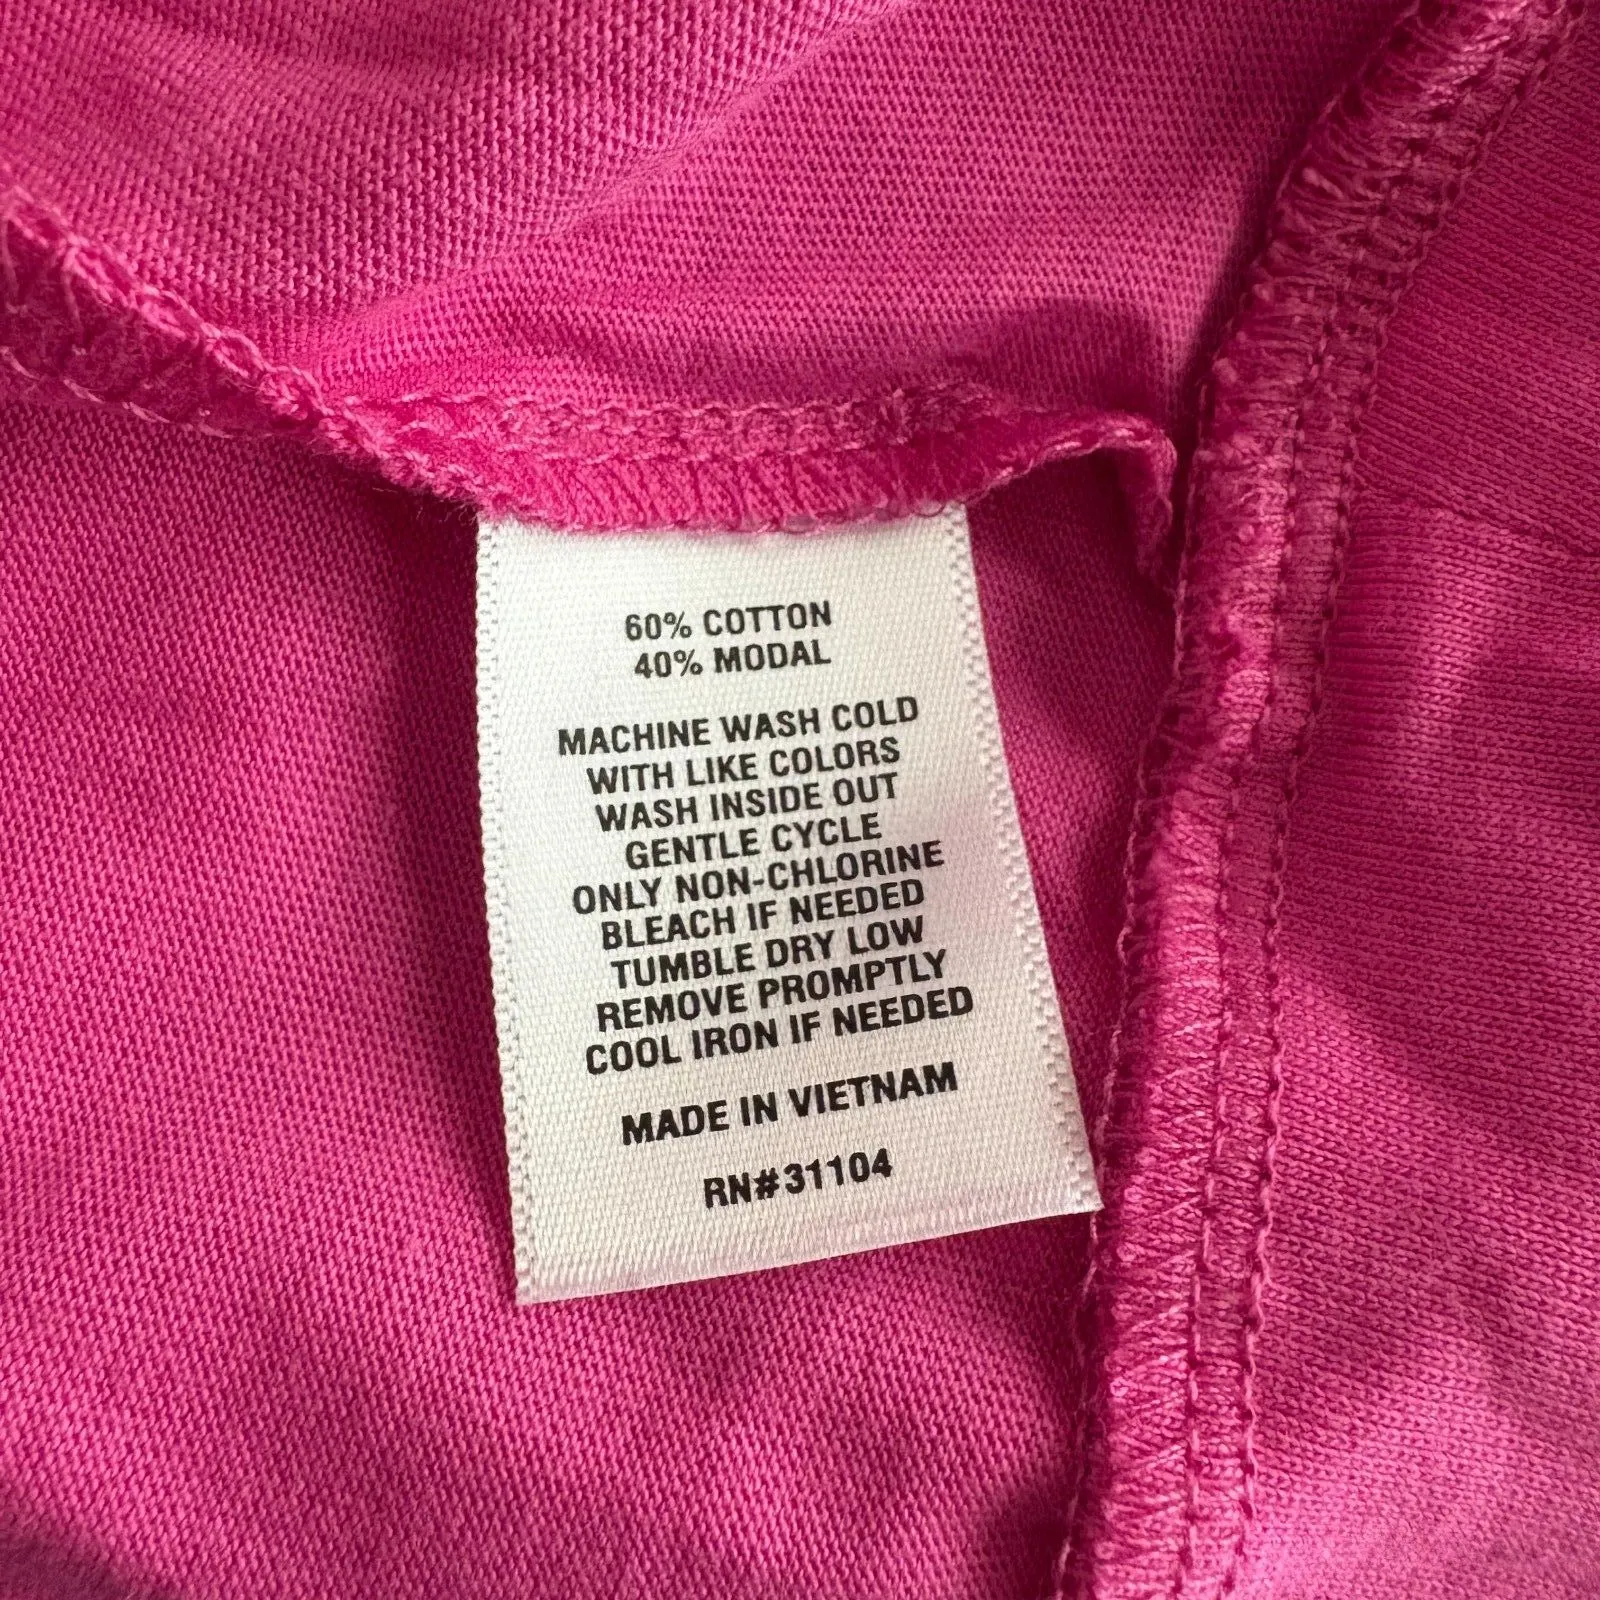 60% COTTON
40% MODAL
MACHINE WASH COLD
WITH LIKE COLORS
WASH INSIDE OUT
GENTLE CYCLE
ONLY NON-CHLORINE
BLEACH IF NEEDED
TUMBLE DRY LOW
REMOVE PROMPTLY
COOL IRON IF NEEDED
MADE IN VIETNAM
RN#31104